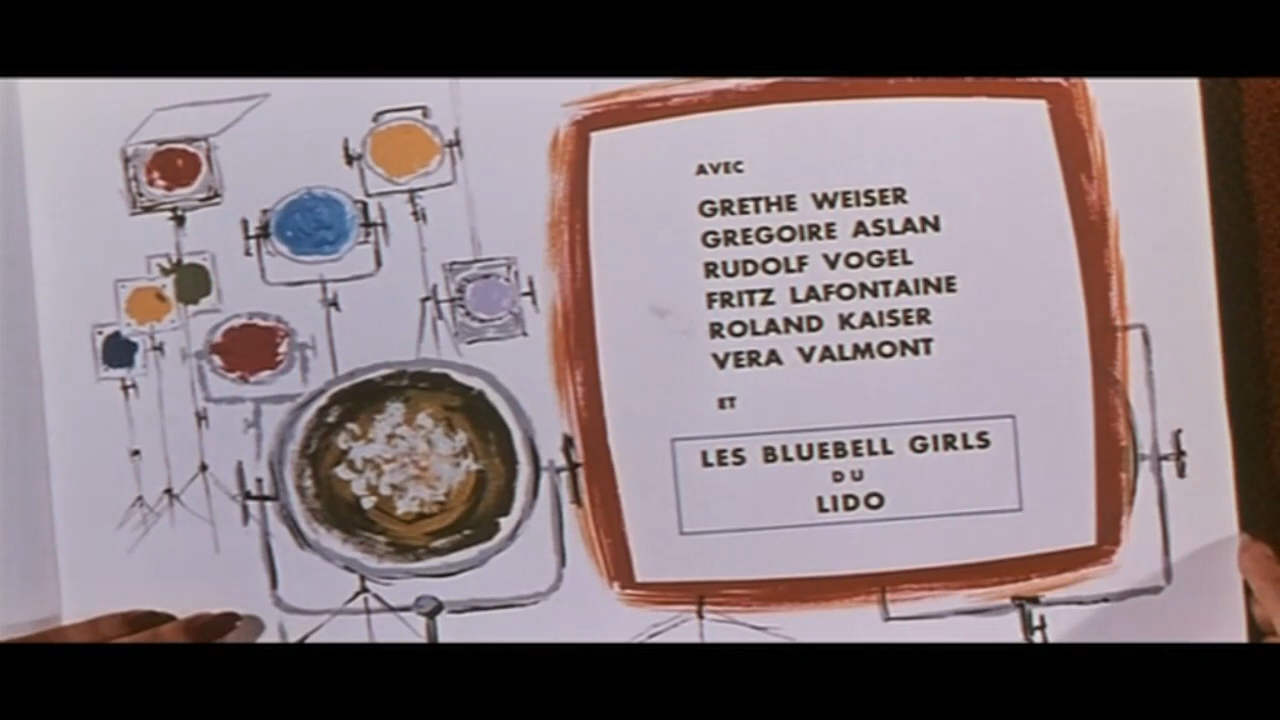 AVEC
GRETHE WEISER
GREGOIRE ASLAN
RUDOLF VOGEL
FRITZ LAFONTAINE
ROLAND KAISER
VERA VALMONT
ET
LES BLUEBELL GIRLS
DU
LIDO